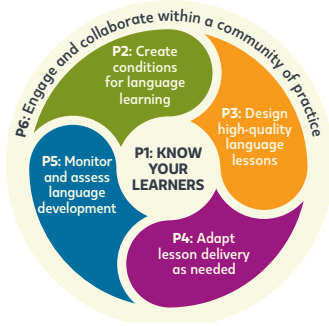 P6: Engage and collaborate within a community of practice
P2: Create
conditions
for language
learning
P3: Design
high-quality
language
lessons
P1: KNOW
YOUR
LEARNERS
P5: Monitor
and assess
language
development
P4: Adapt
lesson delivery
as needed